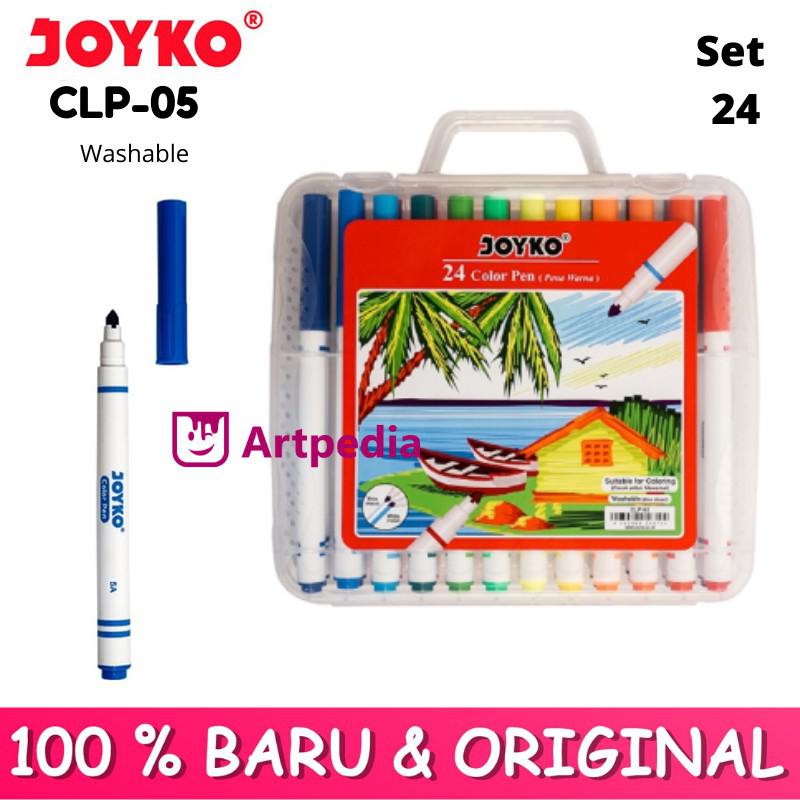 JOYKO®
CLP-05
Washable
Set
24
JOYKO®
24 Color Pen ( Pena Warna )
Artpedia
JOYKO
Color Pen
5A
Suitable for Coloring
Washable
100 % BARU & ORIGINAL